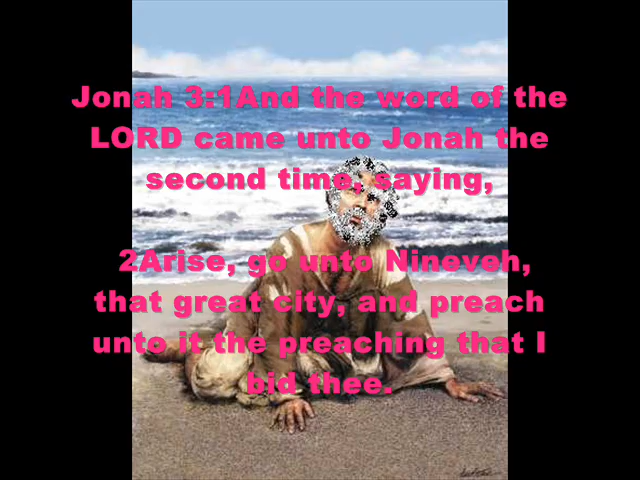 Jonah 3:1And the word of the
LORD came unto Jonah the
second time, saying,
2Arise, go unto Nineveh,
that great city, and preach
unto it the preaching that I
bid thee.